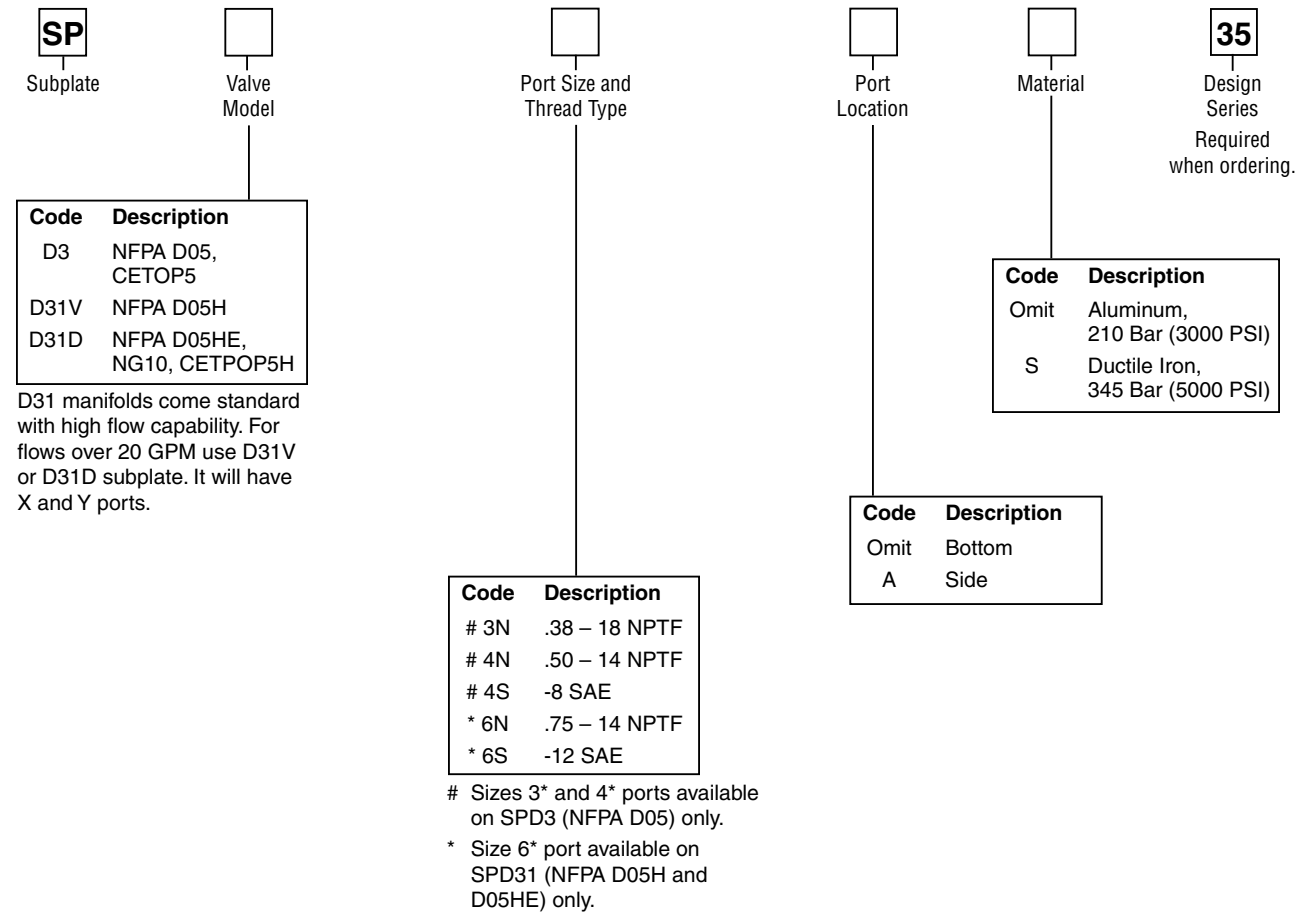 SP
35
Subplate
Valve
Model
Port Size and
Thread Type
Port
Location
Material
Design
Series
Required
when ordering.
Code Description
D3 NFPA D05,
CETOP5
D31V NFPA D05H
D31D NFPA D05HE,
NG10, CETPOP5H
D31 manifolds come standard
with high flow capability. For
flows over 20 GPM use D31V
or D31D subplate. It will have
X and Y ports.
Code Description
Omit Aluminum,
210 Bar (3000 PSI)
S Ductile Iron,
345 Bar (5000 PSI)
Code Description
Omit Bottom
A Side
Code Description
# 3N .38 – 18 NPTF
# 4N .50 – 14 NPTF
# 4S -8 SAE
* 6N .75 – 14 NPTF
* 6S -12 SAE
# Sizes 3* and 4* ports available
on SPD3 (NFPA D05) only.
* Size 6* port available on
SPD31 (NFPA D05H and
D05HE) only.